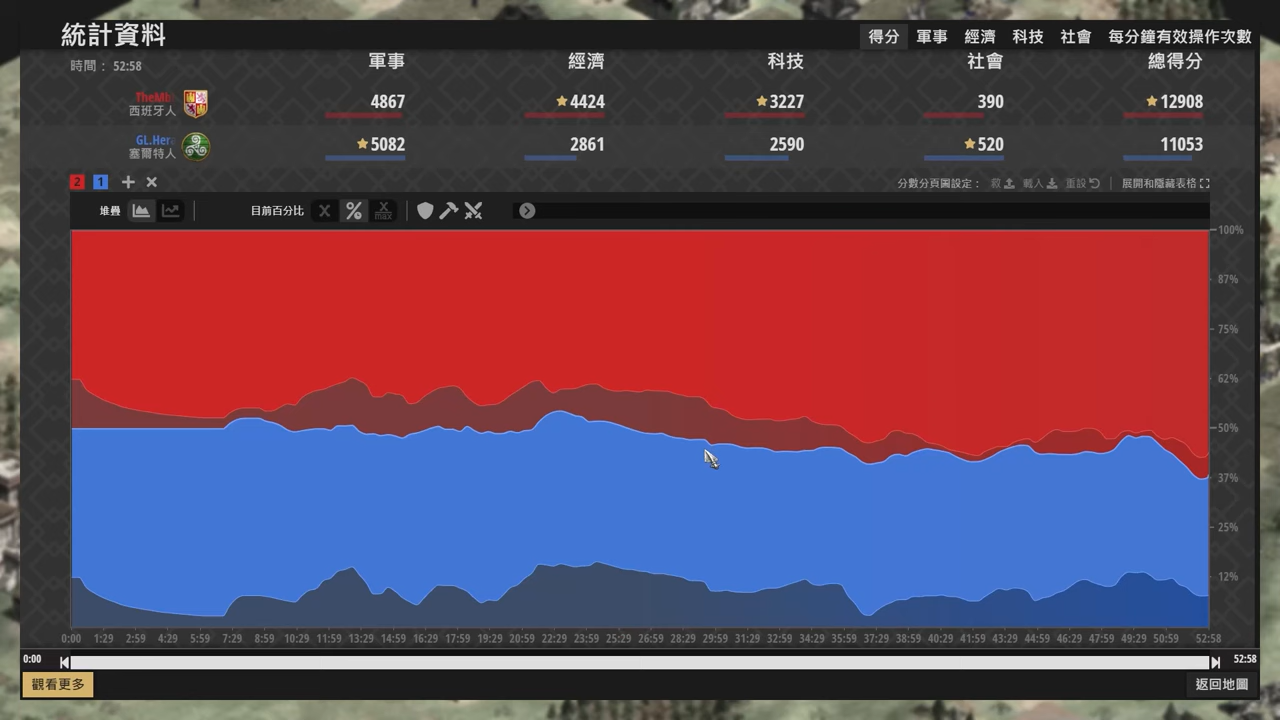 統計資料
得分 軍事 經濟 科技 社會 每分鐘有效操作次數
時間： 52:58
軍事 經濟 科技 社會 總得分
TheMb
西班牙人
4867 4424 3227 390 12908
GL.Hera
塞爾特人
5082 2861 2590 520 11053
2 1
分數分頁圖設定： 救 載入 重設 展開和隱藏表格
堆疊 目前百分比 X % X max
100%
87%
75%
62%
50%
37%
25%
12%
0:00 1:29 2:59 4:29 5:59 7:29 8:59 10:29 11:59 13:29 14:59 16:29 17:59 19:29 20:59 22:29 23:59 25:29 26:59 28:29 29:59 31:29 32:59 34:29 35:59 37:29 38:59 40:29 41:59 43:29 44:59 46:29 47:59 49:29 50:59 52:58
0:00 52:58
觀看更多 返回地圖